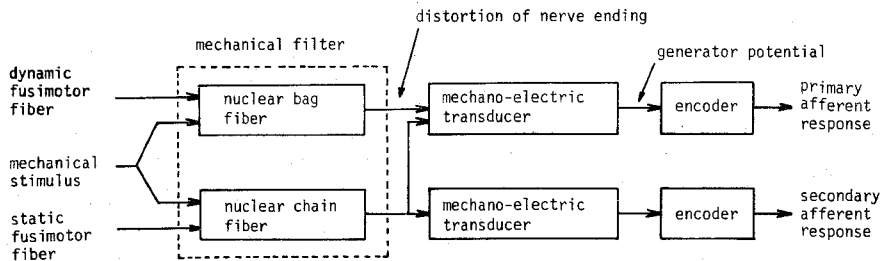 distortion of nerve ending
mechanical filter
generator potential
dynamic
fusimotor
fiber
nuclear bag
fiber
mechano-electric
transducer
encoder
primary
afferent
response
mechanical
stimulus
static
fusimotor
fiber
nuclear chain
fiber
mechano-electric
transducer
encoder
secondary
afferent
response